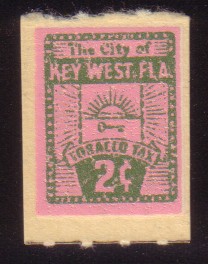 The City of
KEY WEST, FLA.
TOBACCO TAX
2¢